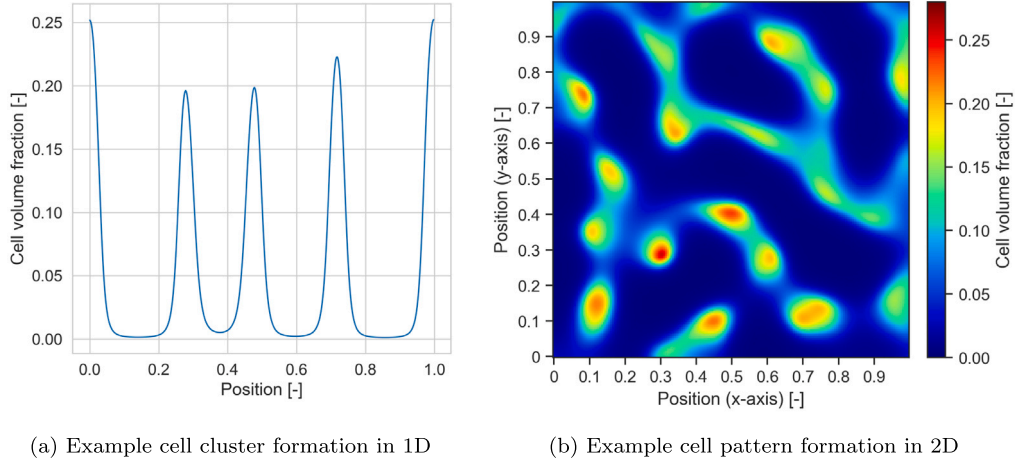 0.25
0.20
0.15
0.10
0.05
0.00
Cell volume fraction [-]
0.0 0.2 0.4 0.6 0.8 1.0
Position [-]
(a) Example cell cluster formation in 1D
0.9
0.8
0.7
0.6
0.5
0.4
0.3
0.2
0.1
0
Position (y-axis) [-]
0 0.1 0.2 0.3 0.4 0.5 0.6 0.7 0.8 0.9
Position (x-axis) [-]
0.25
0.20
0.15
0.10
0.05
0.00
Cell volume fraction [-]
(b) Example cell pattern formation in 2D